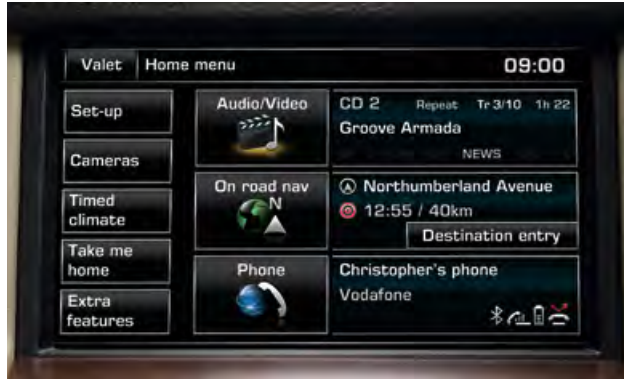 Valet
Home menu
09:00
Set-up
Cameras
Timed
climate
Take me
home
Extra
features
Audio/Video
CD 2 Repeat Tr 3/10 1h 22
Groove Armada
NEWS
On road nav
N
Northumberland Avenue
12:55 / 40km
Destination entry
Phone
Christopher's phone
Vodafone